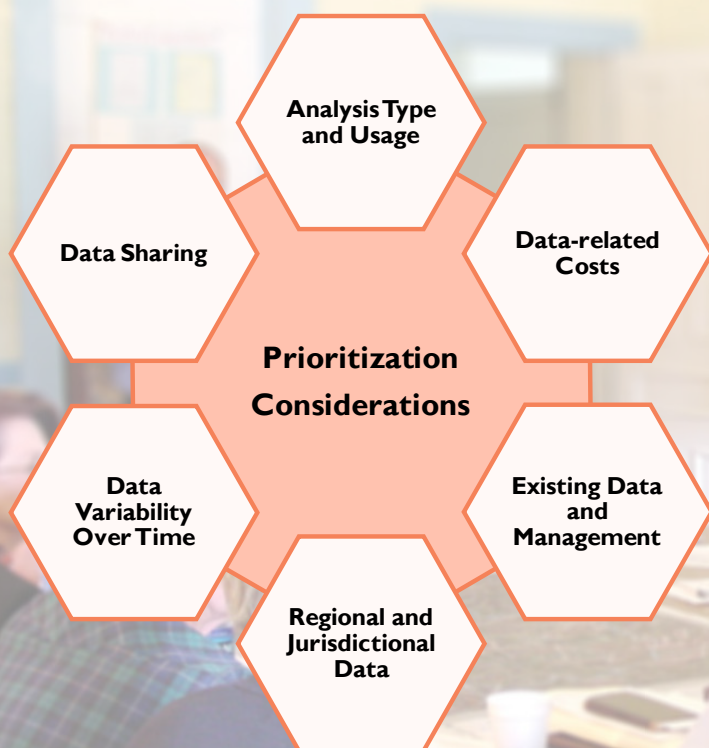 Analysis Type
and Usage
Data Sharing
Data-related
Costs
Prioritization
Considerations
Data
Variability
Over Time
Existing Data
and
Management
Regional and
Jurisdictional
Data